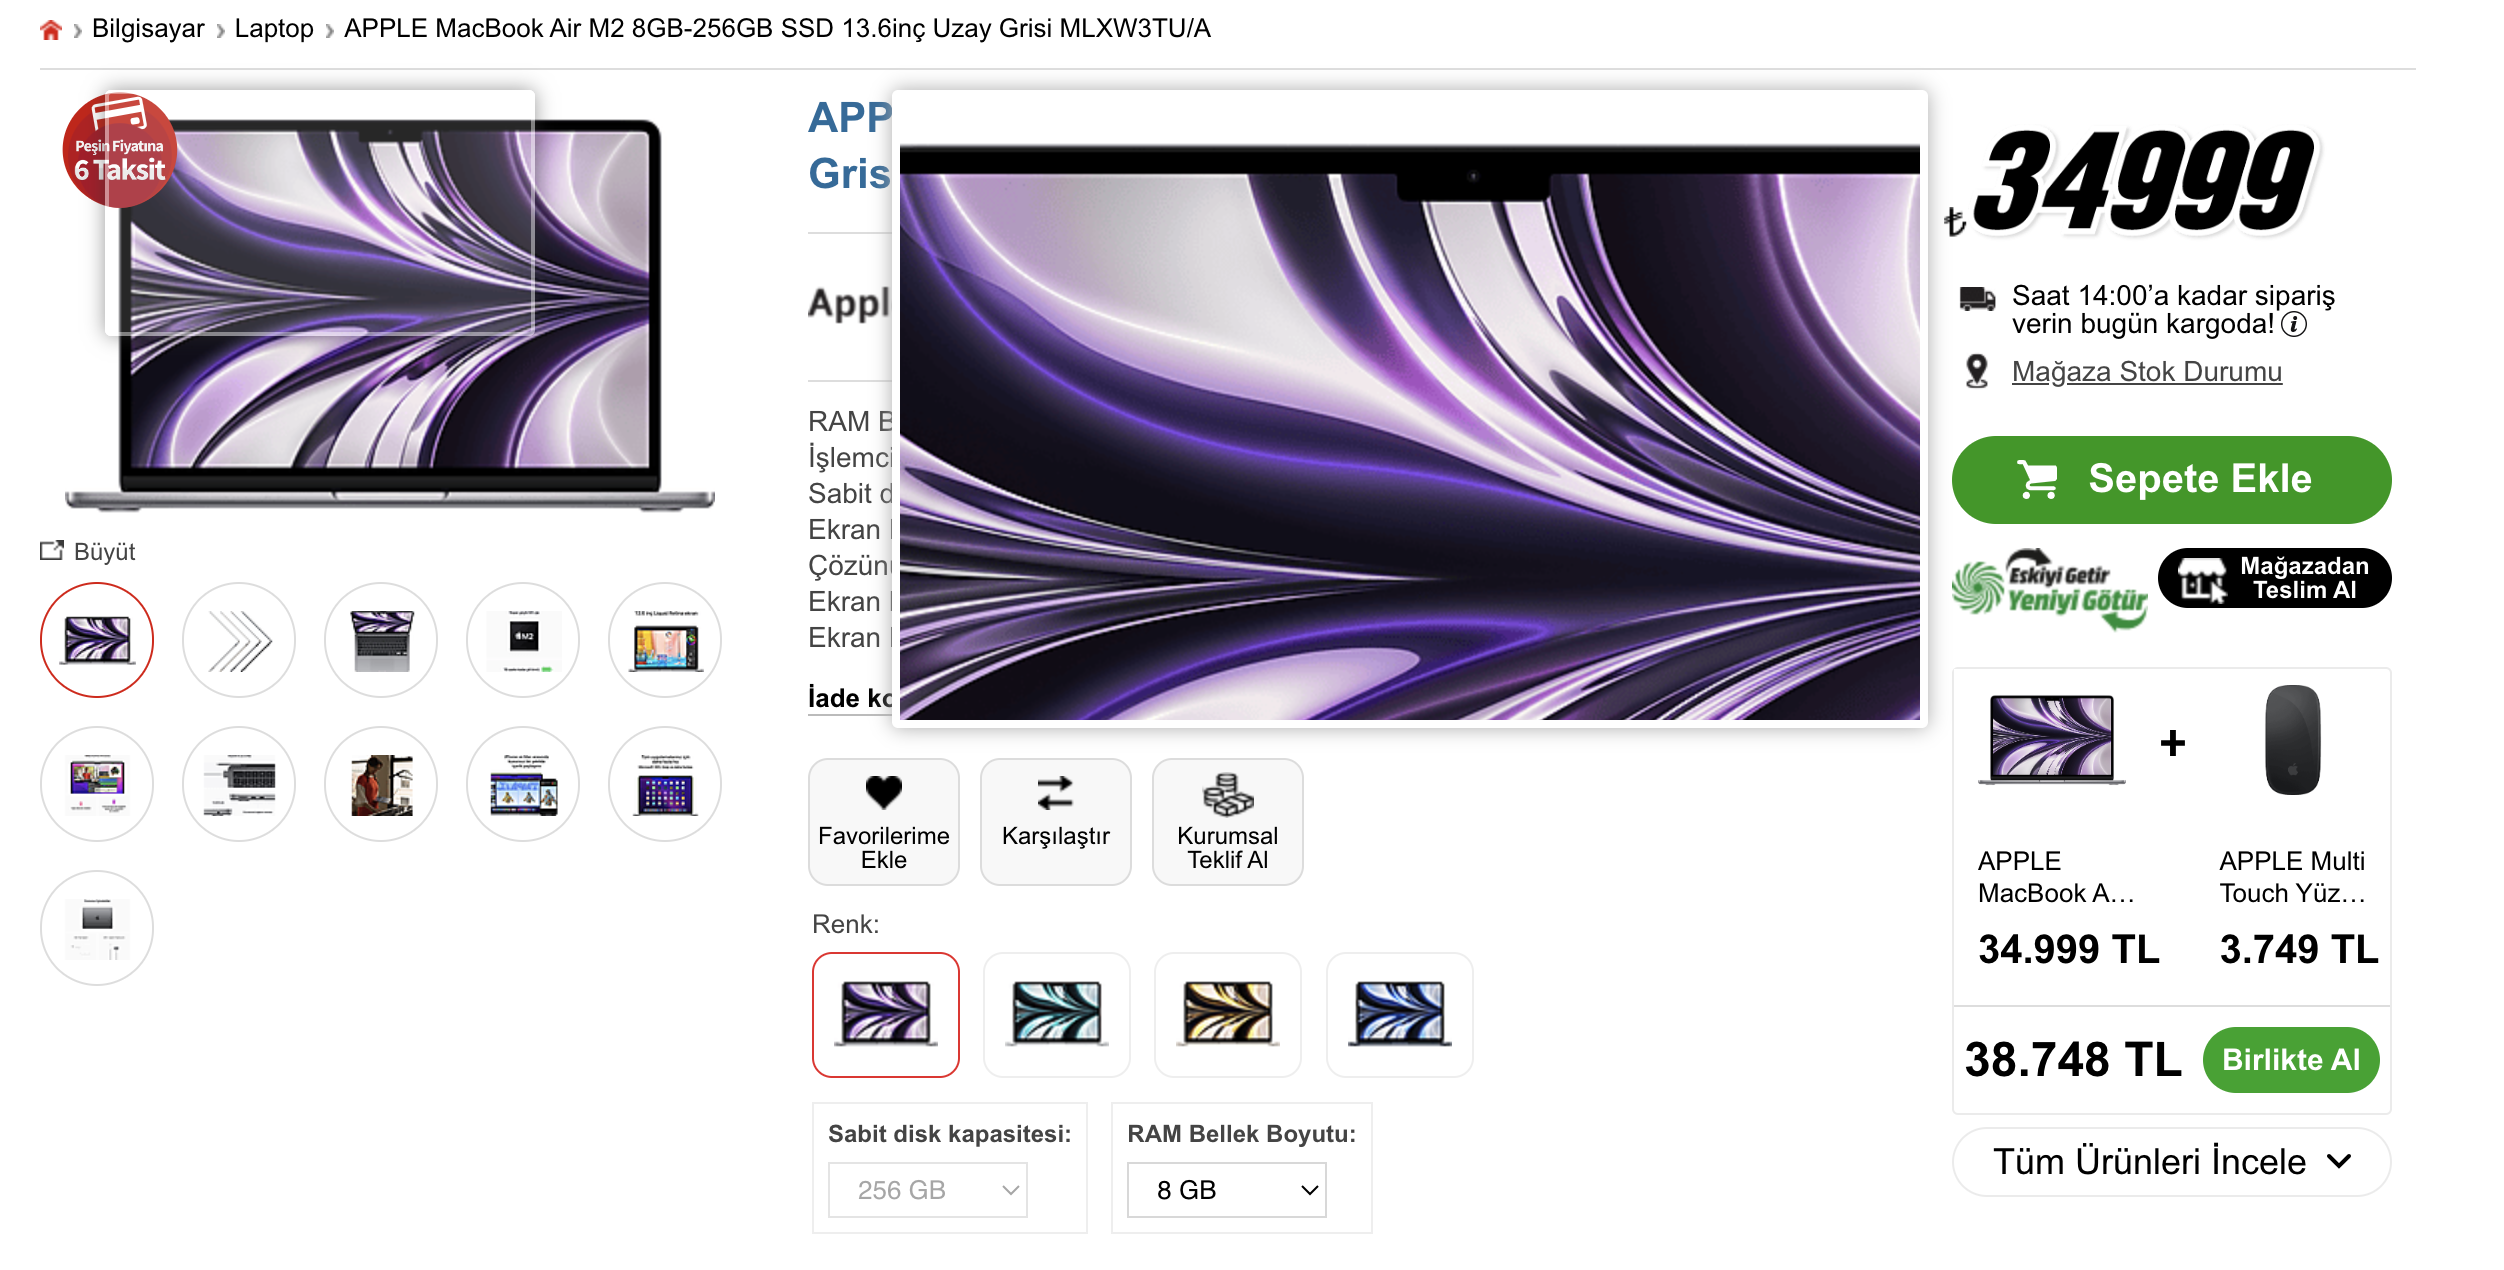 Bilgisayar › Laptop › APPLE MacBook Air M2 8GB-256GB SSD 13.6inç Uzay Grisi MLXW3TU/A
Peşin Fiyatına
6 Taksit
Büyüt
APP
Gris
Appl
RAM B
İşlemci
Sabit d
Ekran
Çözünü
Ekran
Ekran
İade ko
Favorilerime
Ekle
Karşılaştır
Kurumsal
Teklif Al
Renk:
Sabit disk kapasitesi:
256 GB
RAM Bellek Boyutu:
8 GB
₺34999
Saat 14:00’a kadar sipariş
verin bugün kargoda!
Mağaza Stok Durumu
Sepete Ekle
Eskiyi Getir
Yeniyi Götür
Mağazadan
Teslim Al
+
APPLE
MacBook A...
34.999 TL
APPLE Multi
Touch Yüz...
3.749 TL
38.748 TL
Birlikte Al
Tüm Ürünleri İncele